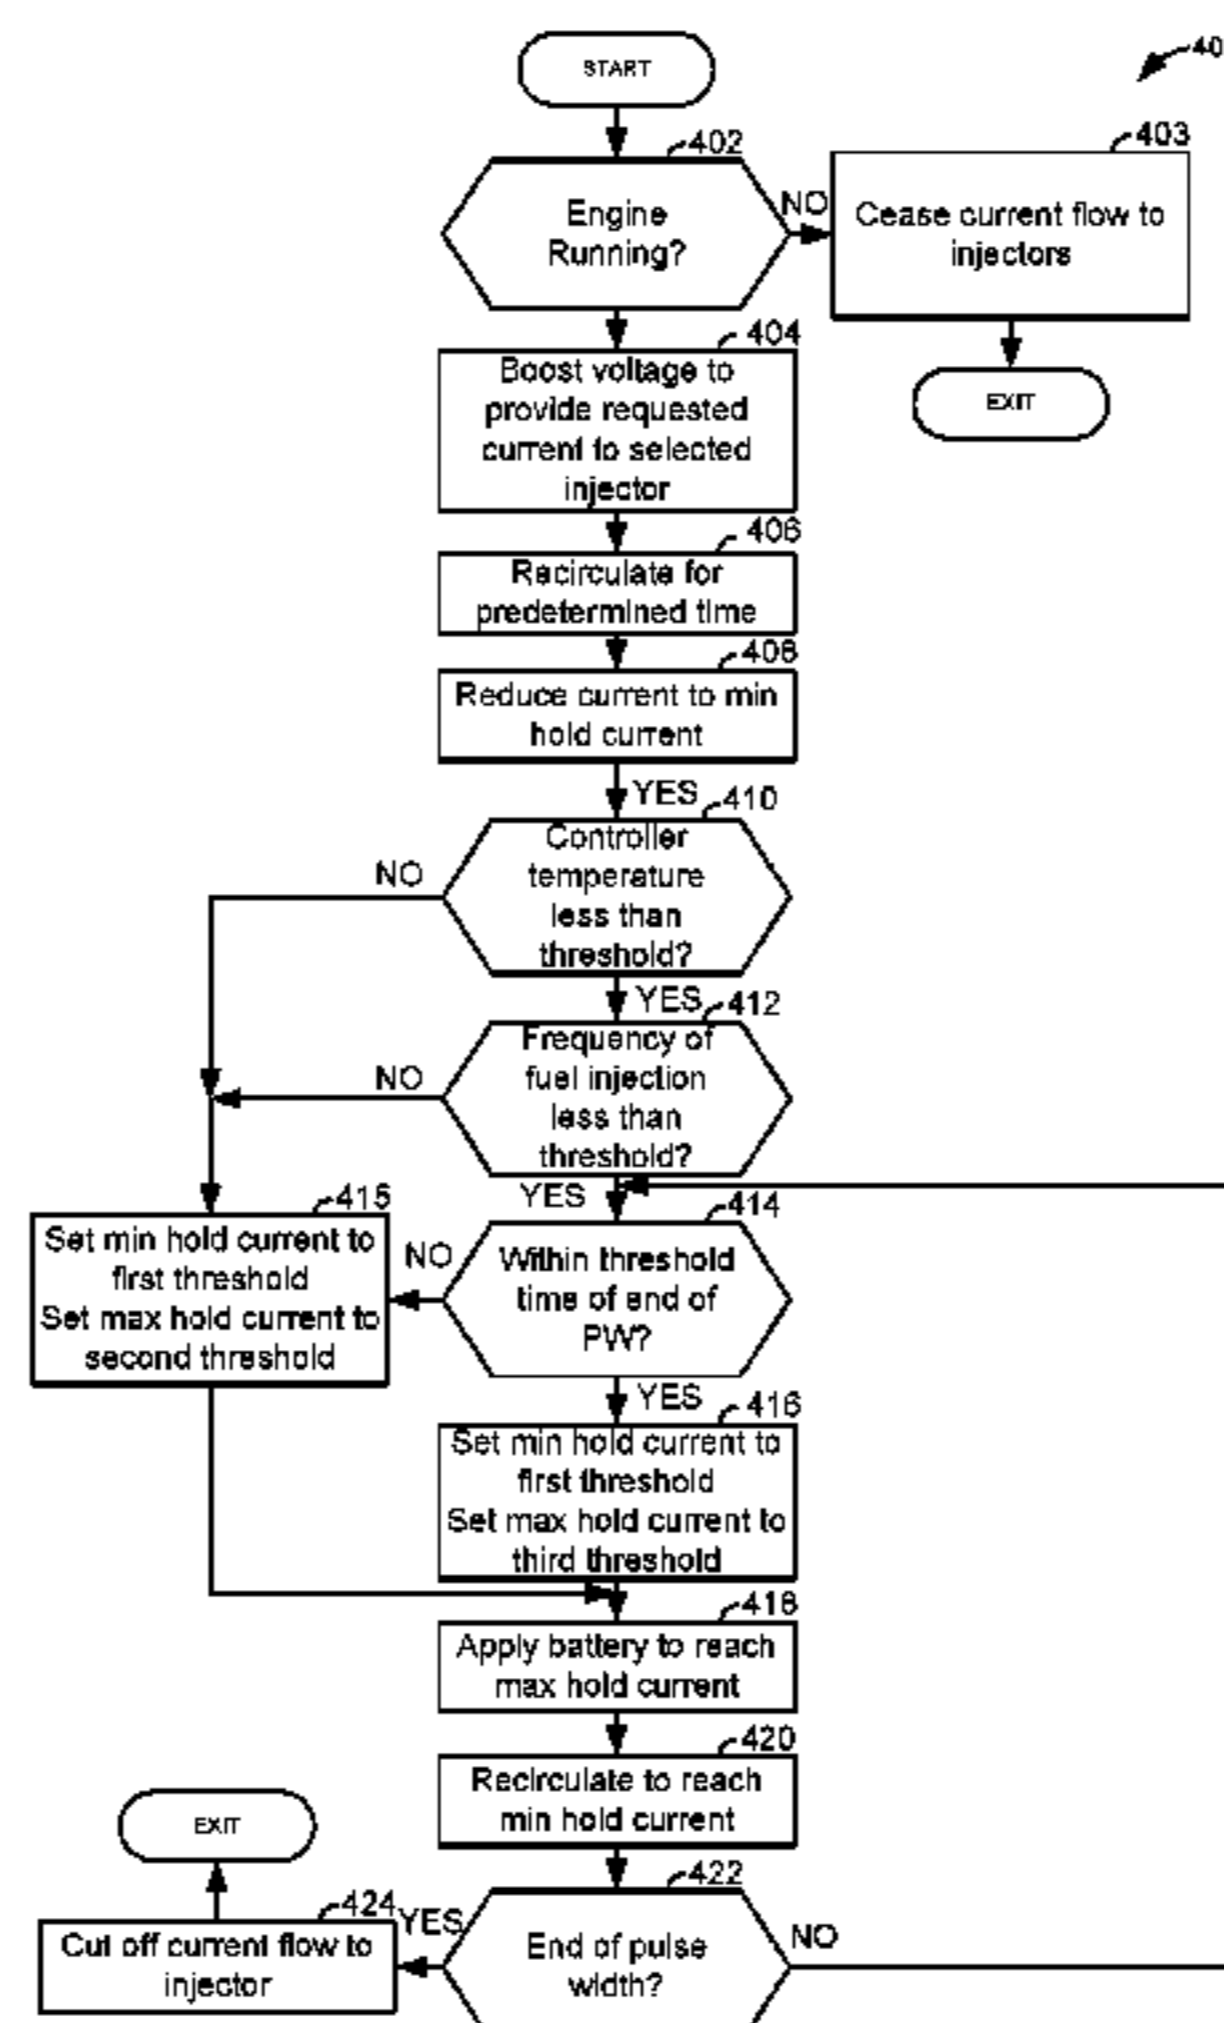 START
40
402
Engine
Running?
NO
403
Cease current flow to
injectors
EXIT
404
Boost voltage to
provide requested
current to selected
injector
406
Recirculate for
predetermined time
408
Reduce current to min
hold current
YES
410
Controller
temperature
less than
threshold?
NO
YES
412
Frequency of
fuel injection
less than
threshold?
NO
YES
414
Within threshold
time of end of
PW?
NO
415
Set min hold current to
first threshold
Set max hold current to
second threshold
YES
416
Set min hold current to
first threshold
Set max hold current to
third threshold
418
Apply battery to reach
max hold current
420
Recirculate to reach
min hold current
422
End of pulse
width?
NO
YES
424
Cut off current flow to
injector
EXIT